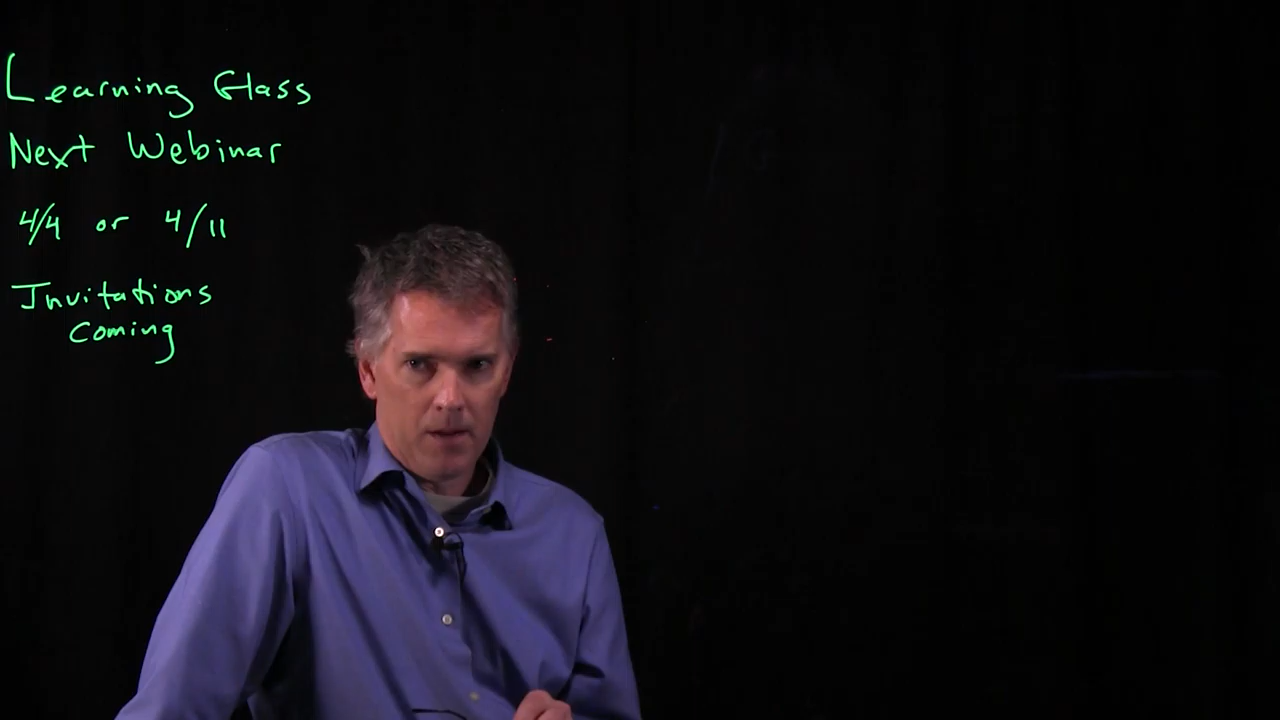 Learning Glass
Next Webinar
4/4 or 4/11
Invitations
Coming